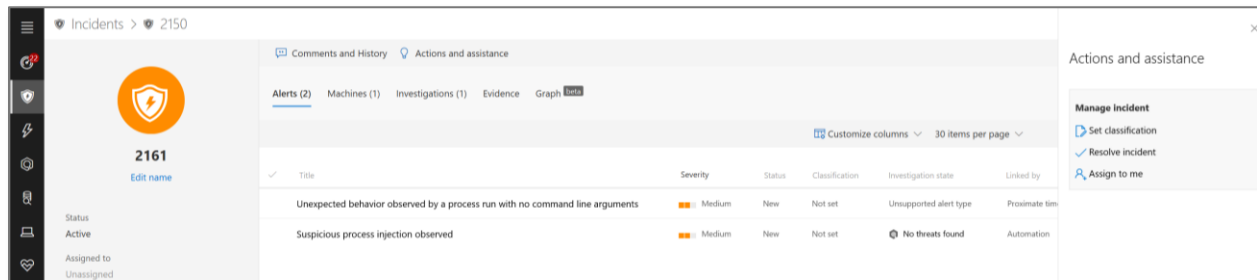 Incidents > 2150
22
2161
Edit name
Status
Active
Assigned to
Unassigned
Comments and History Actions and assistance
Alerts (2) Machines (1) Investigations (1) Evidence Graph beta
Customize columns 30 items per page
Title Severity Status Classification Investigation state Linked by
Unexpected behavior observed by a process run with no command line arguments Medium New Not set Unsupported alert type Proximate tim
Suspicious process injection observed Medium New Not set No threats found Automation
Actions and assistance
Manage incident
Set classification
Resolve incident
Assign to me